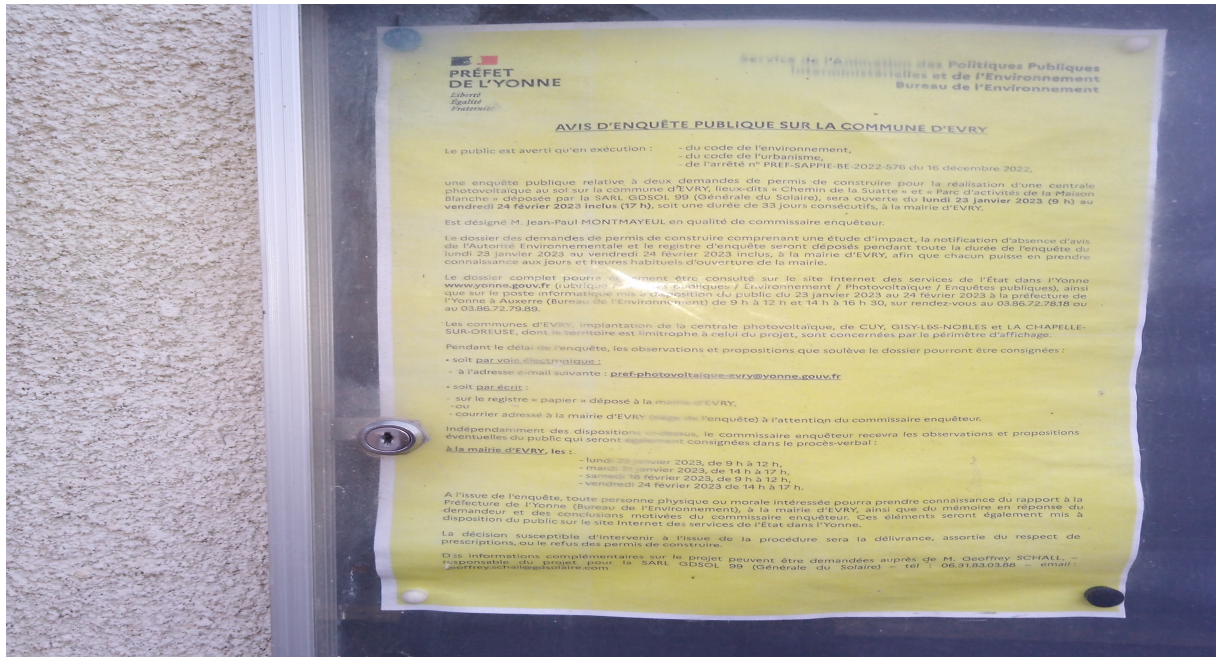 PRÉFET
DE L'YONNE
Liberté
Égalité
Fraternité
Service de l'Animation des Politiques Publiques
Interministérielles et de l'Environnement
Bureau de l'Environnement
AVIS D'ENQUÊTE PUBLIQUE SUR LA COMMUNE D'EVRY
Le public est averti qu'en exécution : - du code de l'environnement,
- du code de l'urbanisme,
- de l'arrêté n° PREF-SAPPIE-BE-2022-576 du 16 décembre 2022,
une enquête publique relative à deux demandes de permis de construire pour la réalisation d'une centrale
photovoltaïque au sol sur la commune d'EVRY, lieux-dits « Chemin de la Suatte » et « Parc d'activités de la Maison
Blanche » déposée par la SARL GDSOL 99 (Générale du Solaire), sera ouverte du lundi 23 janvier 2023 (9 h) au
vendredi 24 février 2023 inclus (17 h), soit une durée de 33 jours consécutifs, à la mairie d'EVRY.
Est désigné M. Jean-Paul MONTMAYEUL en qualité de commissaire enquêteur.
Le dossier des demandes de permis de construire comprenant une étude d'impact, la notification d'absence d'avis
de l'Autorité Environnementale et le registre d'enquête seront déposés pendant toute la durée de l'enquête du
lundi 23 janvier 2023 au vendredi 24 février 2023 inclus, à la mairie d'EVRY, afin que chacun puisse en prendre
connaissance aux jours et heures habituels d'ouverture de la mairie.
Le dossier complet pourra également être consulté sur le site Internet des services de l'État dans l'Yonne
www.yonne.gouv.fr (rubrique / publiques / Environnement / Photovoltaïque / Enquêtes publiques), ainsi
que sur le poste informatique mis à disposition du public du 23 janvier 2023 au 24 février 2023 à la préfecture de
l'Yonne à Auxerre (Bureau de l'Environnement) de 9 h à 12 h et 14 h à 16 h 30, sur rendez-vous au 03.86.72.78.18 ou
au 03.86.72.79.89.
Les communes d'EVRY, implantation de la centrale photovoltaïque, de CUY, GISY-LES-NOBLES et LA CHAPELLE-
SUR-OREUSE, dont le territoire est limitrophe à celui du projet, sont concernées par le périmètre d'affichage.
Pendant le délai de l'enquête, les observations et propositions que soulève le dossier pourront être consignées :
• soit par voie électronique :
- à l'adresse e-mail suivante : pref-photovoltaique-evry@yonne.gouv.fr
• soit par écrit :
- sur le registre « papier » déposé à la mairie d'EVRY,
-ou
- courrier adressé à la mairie d'EVRY (siège de l'enquête) à l'attention du commissaire enquêteur.
Indépendamment des dispositions ci-dessus, le commissaire enquêteur recevra les observations et propositions
éventuelles du public qui seront également consignées dans le procès-verbal :
à la mairie d'EVRY, les :
- lundi 23 janvier 2023, de 9 h à 12 h,
- mardi 31 janvier 2023, de 14 h à 17 h,
- samedi 18 février 2023, de 9 h à 12 h,
- vendredi 24 février 2023 de 14 h à 17 h.
A l'issue de l'enquête, toute personne physique ou morale intéressée pourra prendre connaissance du rapport à la
Préfecture de l'Yonne (Bureau de l'Environnement), à la mairie d'EVRY, ainsi que du mémoire en réponse du
demandeur et des conclusions motivées du commissaire enquêteur. Ces éléments seront également mis à
disposition du public sur le site Internet des services de l'État dans l'Yonne.
La décision susceptible d'intervenir à l'issue de la procédure sera la délivrance, assortie du respect de
prescriptions, ou le refus des permis de construire.
Des informations complémentaires sur le projet peuvent être demandées auprès de M. Geoffrey SCHALL, –
responsable du projet pour la SARL GDSOL 99 (Générale du Solaire) – tél : 06.31.83.03.88 – email :
geoffrey.schall@gdsolaire.com